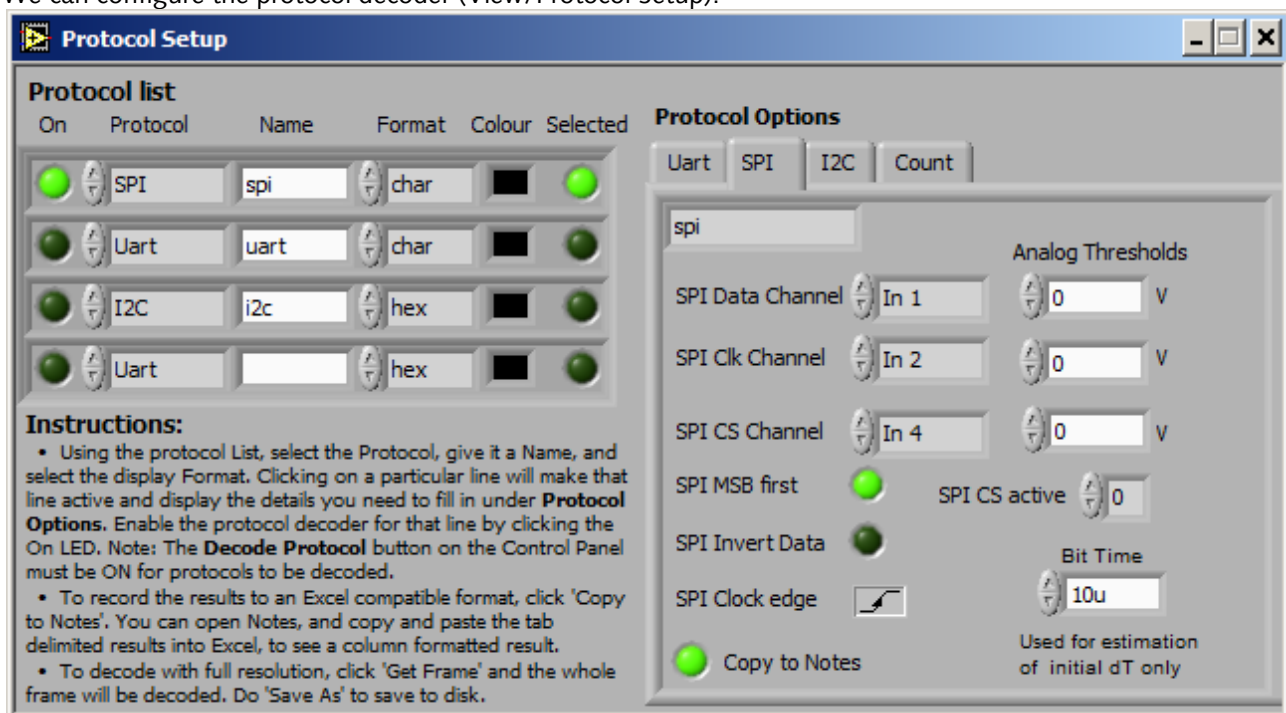 We can configure the protocol decoder (View/Protocol Setup).
Protocol Setup
Protocol list
On Protocol Name Format Colour Selected
SPI spi char
Uart uart char
I2C i2c hex
Uart hex
Instructions:
• Using the protocol List, select the Protocol, give it a Name, and
select the display Format. Clicking on a particular line will make that
line active and display the details you need to fill in under Protocol
Options. Enable the protocol decoder for that line by clicking the
On LED. Note: The Decode Protocol button on the Control Panel
must be ON for protocols to be decoded.
• To record the results to an Excel compatible format, click 'Copy
to Notes'. You can open Notes, and copy and paste the tab
delimited results into Excel, to see a column formatted result.
• To decode with full resolution, click 'Get Frame' and the whole
frame will be decoded. Do 'Save As' to save to disk.
Protocol Options
Uart SPI I2C Count
spi
Analog Thresholds
SPI Data Channel In 1 0 V
SPI Clk Channel In 2 0 V
SPI CS Channel In 4 0 V
SPI MSB first SPI CS active 0
SPI Invert Data
Bit Time
SPI Clock edge 10u
Copy to Notes
Used for estimation
of initial dT only